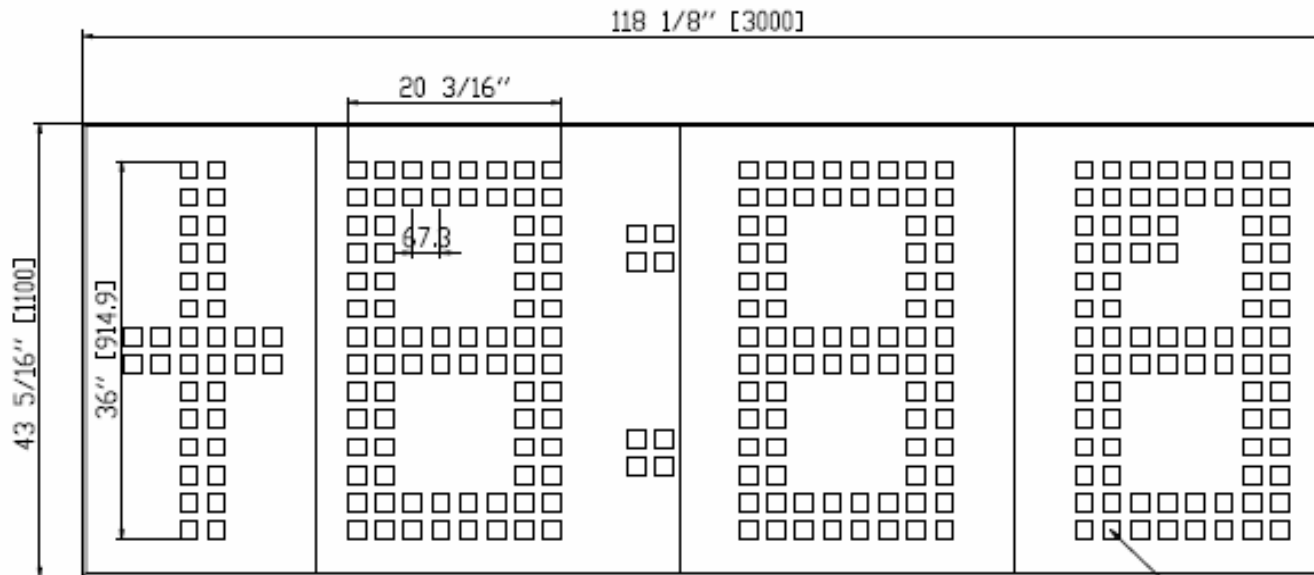 118 1/8″ [3000]
20 3/16″
67.3
36″ [914.9]
43 5/16″ [1100]